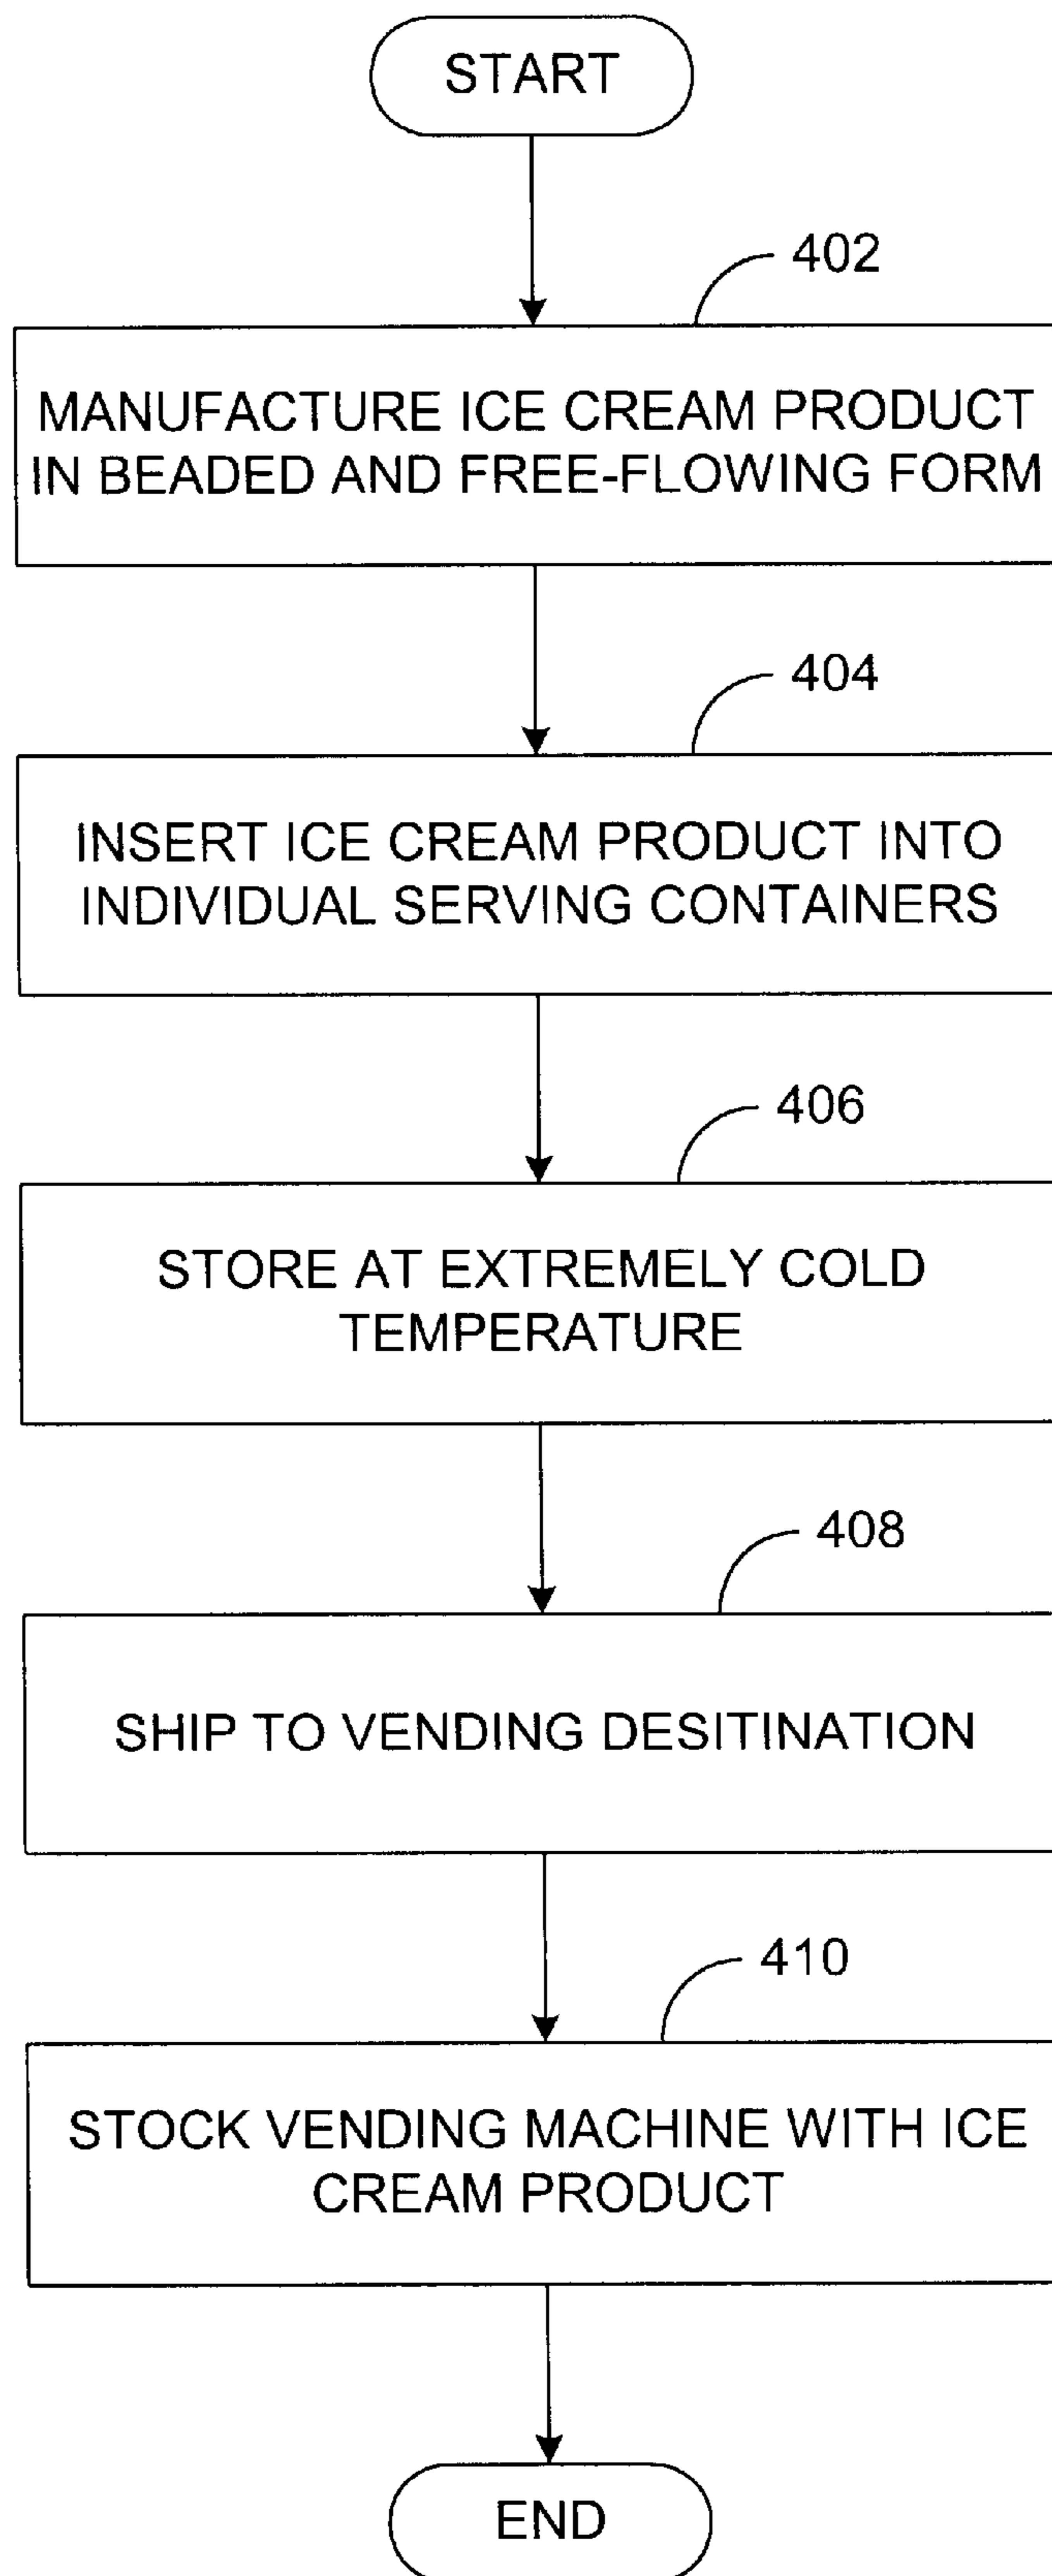 START
402
MANUFACTURE ICE CREAM PRODUCT
IN BEADED AND FREE-FLOWING FORM
404
INSERT ICE CREAM PRODUCT INTO
INDIVIDUAL SERVING CONTAINERS
406
STORE AT EXTREMELY COLD
TEMPERATURE
408
SHIP TO VENDING DESITINATION
410
STOCK VENDING MACHINE WITH ICE
CREAM PRODUCT
END